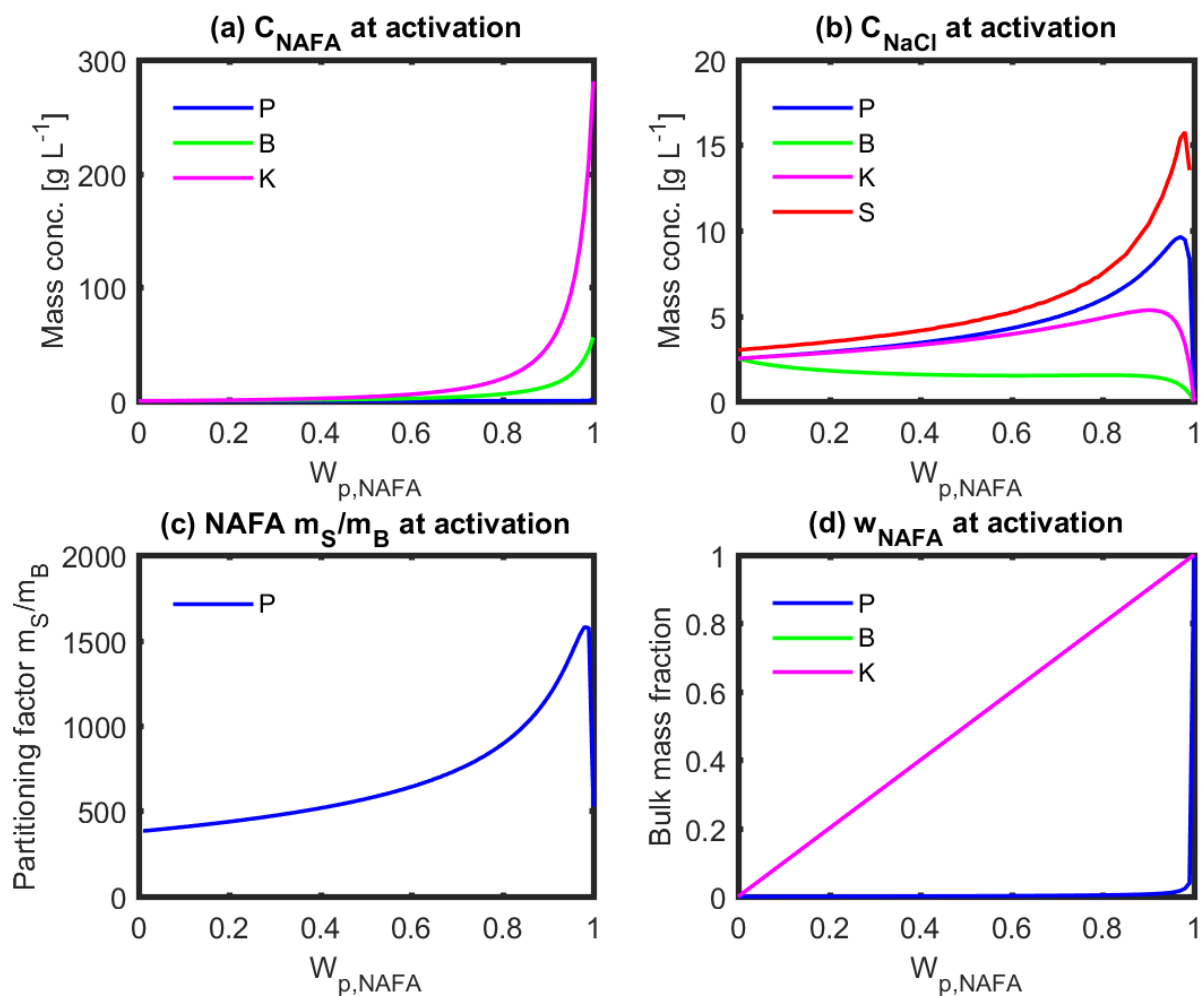 (a) C_NAFA at activation
Mass conc. [g L⁻¹]
300
200
100
0
P
B
K
0 0.2 0.4 0.6 0.8 1
W_p,NAFA
(b) C_NaCl at activation
Mass conc. [g L⁻¹]
20
15
10
5
0
P
B
K
S
0 0.2 0.4 0.6 0.8 1
W_p,NAFA
(c) NAFA m_S/m_B at activation
Partitioning factor m_S/m_B
2000
1500
1000
500
0
P
0 0.2 0.4 0.6 0.8 1
W_p,NAFA
(d) w_NAFA at activation
Bulk mass fraction
1
0.8
0.6
0.4
0.2
0
P
B
K
0 0.2 0.4 0.6 0.8 1
W_p,NAFA